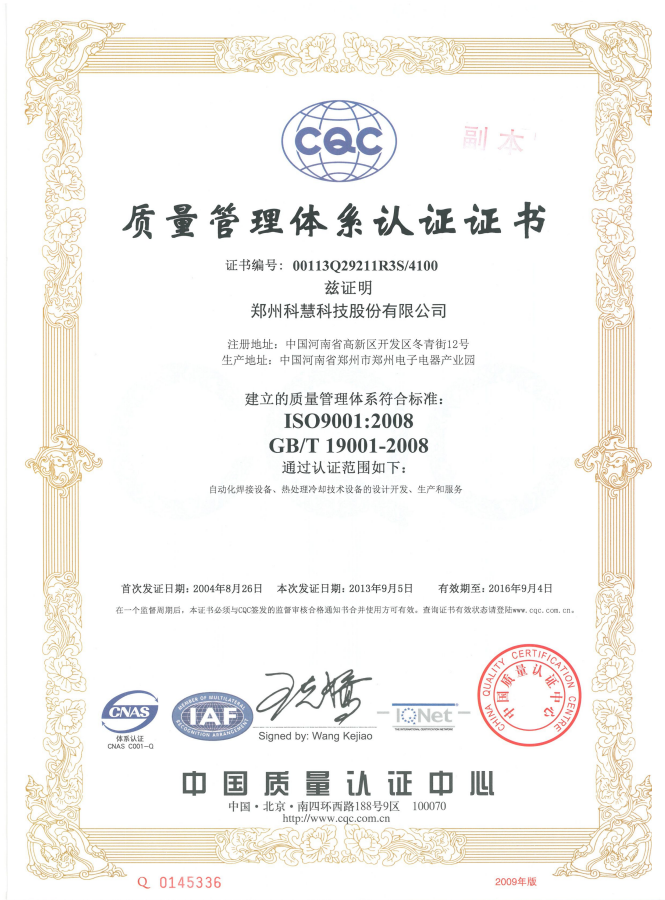 CQC
副本
质量管理体系认证证书
证书编号：00113Q29211R3S/4100
兹证明
郑州科慧科技股份有限公司
注册地址：中国河南省高新区开发区冬青街12号
生产地址：中国河南省郑州市郑州电子电器产业园
建立的质量管理体系符合标准：
ISO9001:2008
GB/T 19001-2008
通过认证范围如下：
自动化焊接设备、热处理冷却技术设备的设计开发、生产和服务
首次发证日期：2004年8月26日 本次发证日期：2013年9月5日 有效期至：2016年9月4日
在一个监督周期后，本证书必须与CQC签发的监督审核合格通知书合并使用方可有效。查询证书有效状态请登陆www.cqc.com.cn。
CNAS
体系认证
CNAS C001-Q
MEMBER OF MULTILATERAL
IAF
RECOGNITION ARRANGEMENT
Signed by: Wang Kejiao
IQNet
THE INTERNATIONAL CERTIFICATION NETWORK
CHINA QUALITY CERTIFICATION CENTRE
中国质量认证中心
中国质量认证中心
中国·北京·南四环西路188号9区 100070
http://www.cqc.com.cn
Q 0145336
2009年版